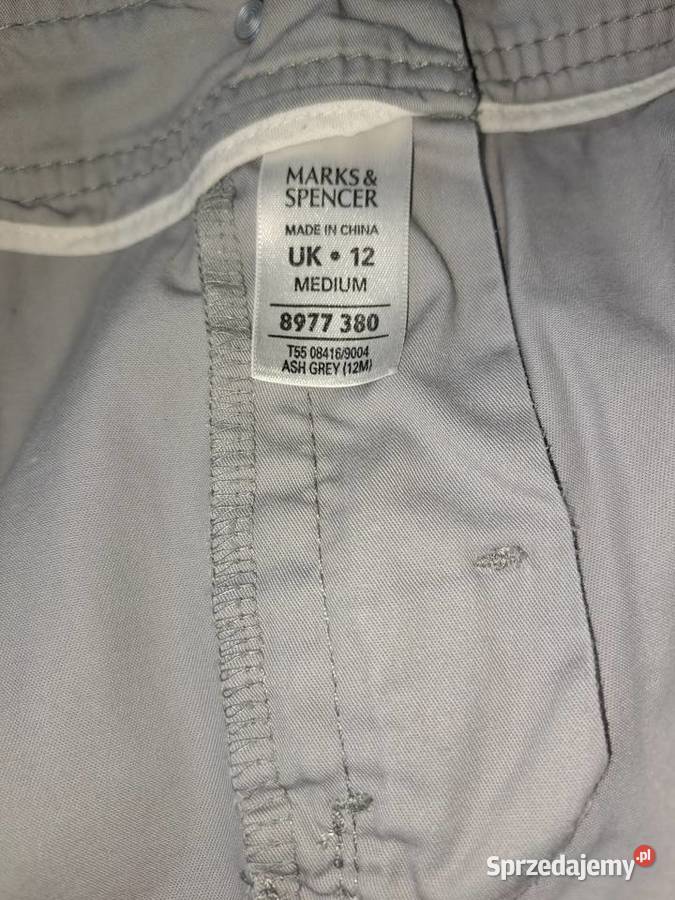 MARKS &
SPENCER
MADE IN CHINA
UK • 12
MEDIUM
8977 380
T55 08416/9004
ASH GREY (12M)
Sprzedajemy.pl